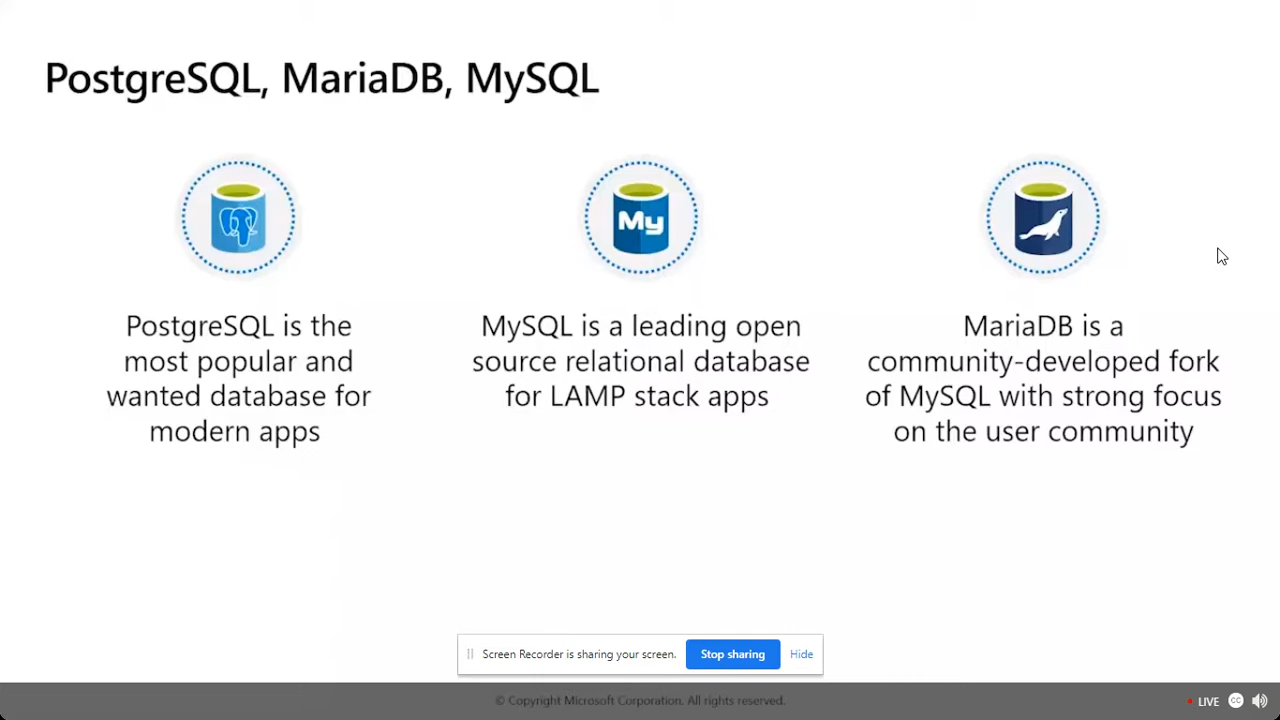 PostgreSQL, MariaDB, MySQL
My
PostgreSQL is the
most popular and
wanted database for
modern apps
MySQL is a leading open
source relational database
for LAMP stack apps
MariaDB is a
community-developed fork
of MySQL with strong focus
on the user community
Screen Recorder is sharing your screen.
Stop sharing
Hide
© Copyright Microsoft Corporation. All rights reserved.
LIVE
CC